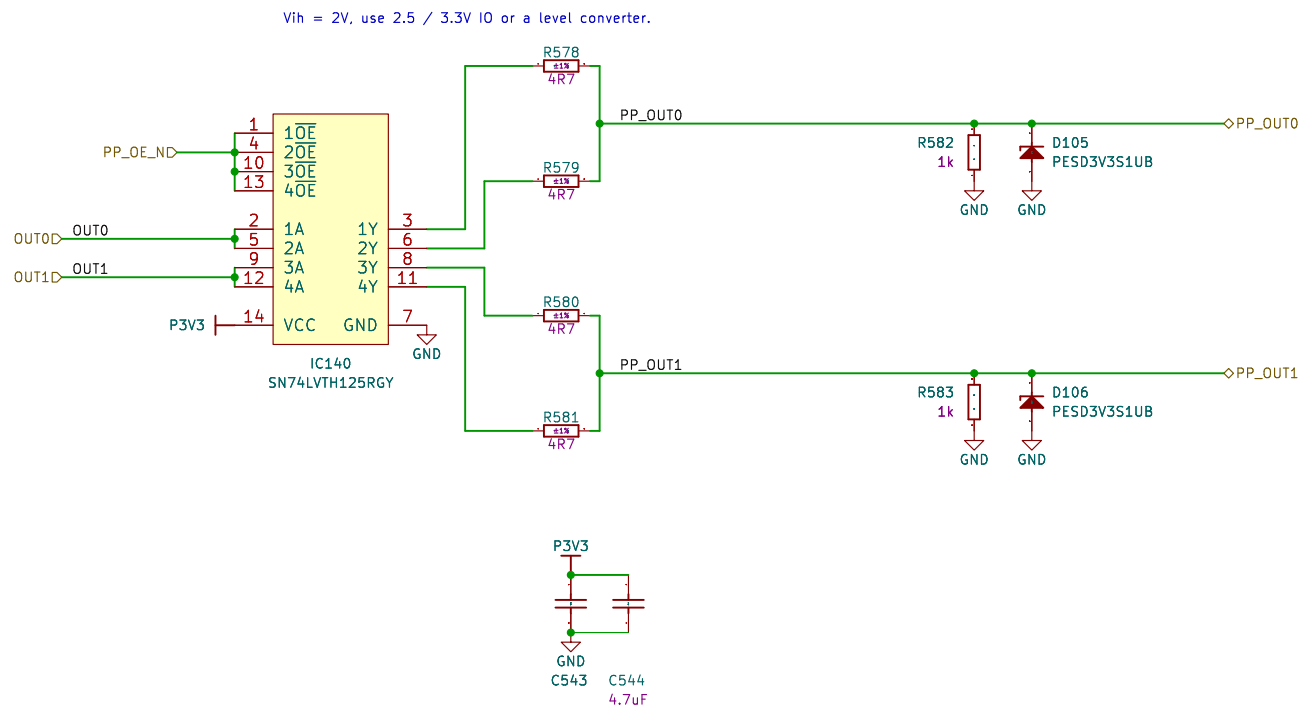 Vih = 2V, use 2.5 / 3.3V IO or a level converter.
R578
±1%
4R7
PP_OUT0
PP_OUT0
1 1OE
4 2OE
10 3OE
13 4OE
PP_OE_N
R582
1k
GND
D105
PESD3V3S1UB
GND
R579
±1%
4R7
OUT0 OUT0
2 1A 1Y 3
5 2A 2Y 6
OUT1 OUT1
9 3A 3Y 8
12 4A 4Y 11
P3V3 14 VCC GND 7
GND
IC140
SN74LVTH125RGY
R580
±1%
4R7
PP_OUT1
PP_OUT1
R583
1k
GND
D106
PESD3V3S1UB
GND
R581
±1%
4R7
P3V3
GND
C543 C544
4.7uF